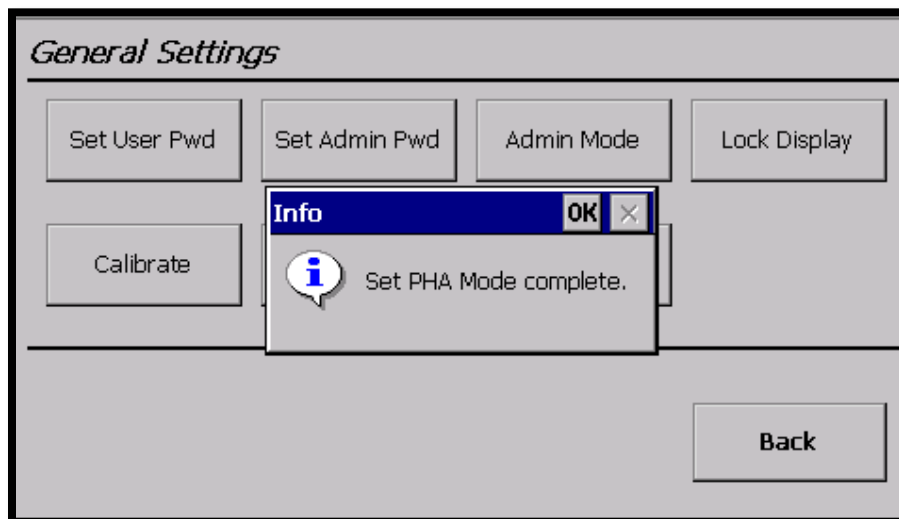 General Settings
Set User Pwd
Set Admin Pwd
Admin Mode
Lock Display
Info
OK
Calibrate
Set PHA Mode complete.
Back